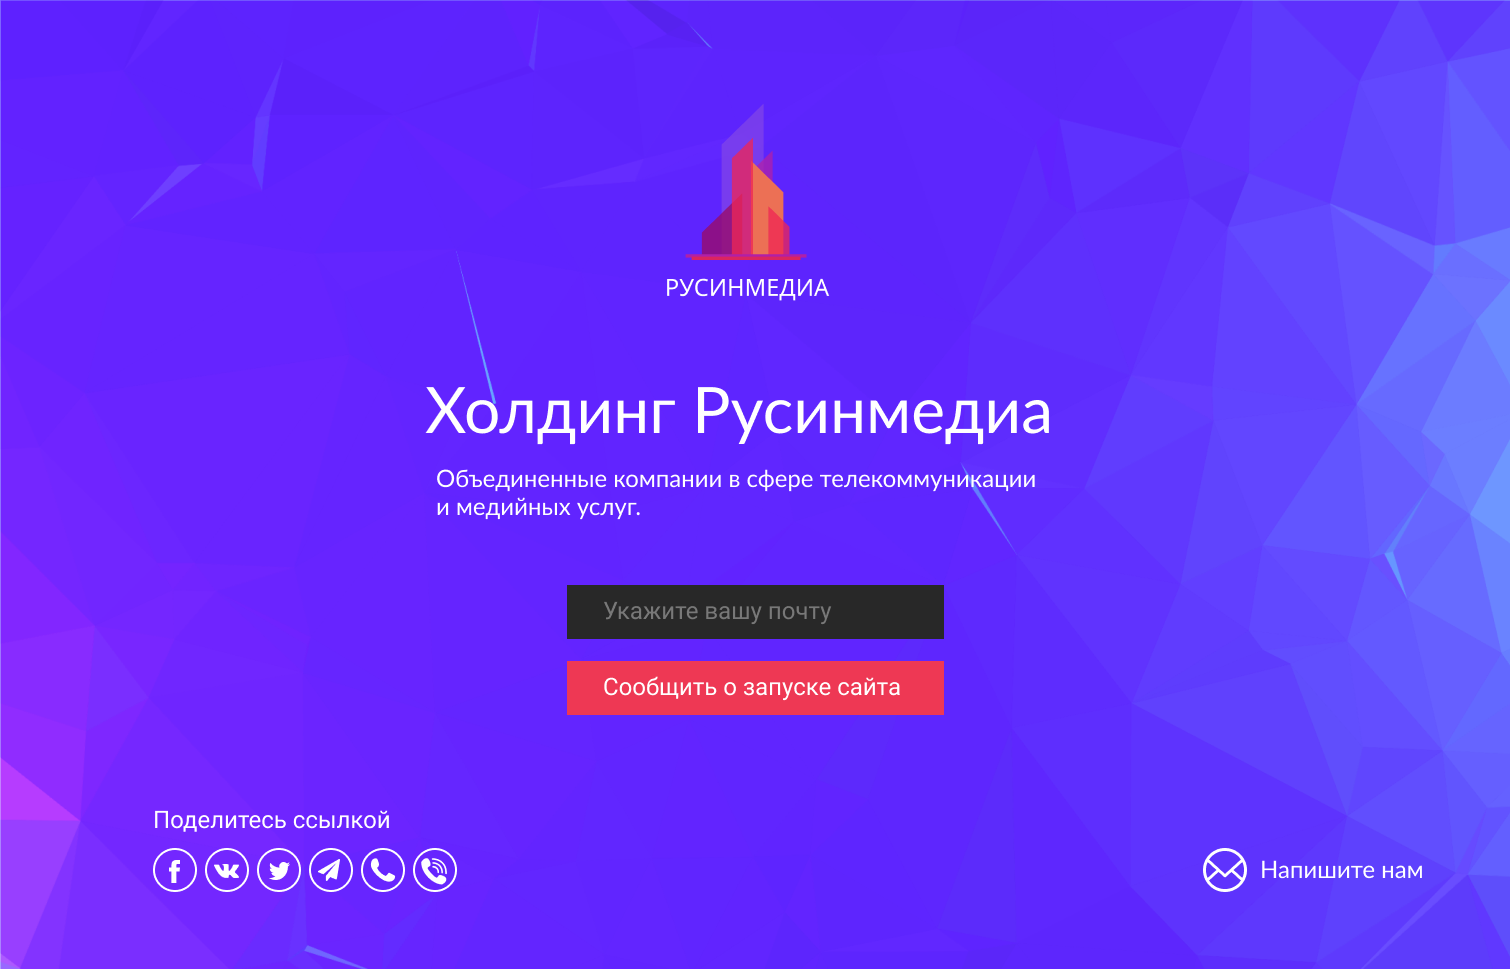 РУСИНМЕДИА
Холдинг Русинмедиа
Объединенные компании в сфере телекоммуникации
и медийных услуг.
Укажите вашу почту
Сообщить о запуске сайта
Поделитесь ссылкой
Напишите нам